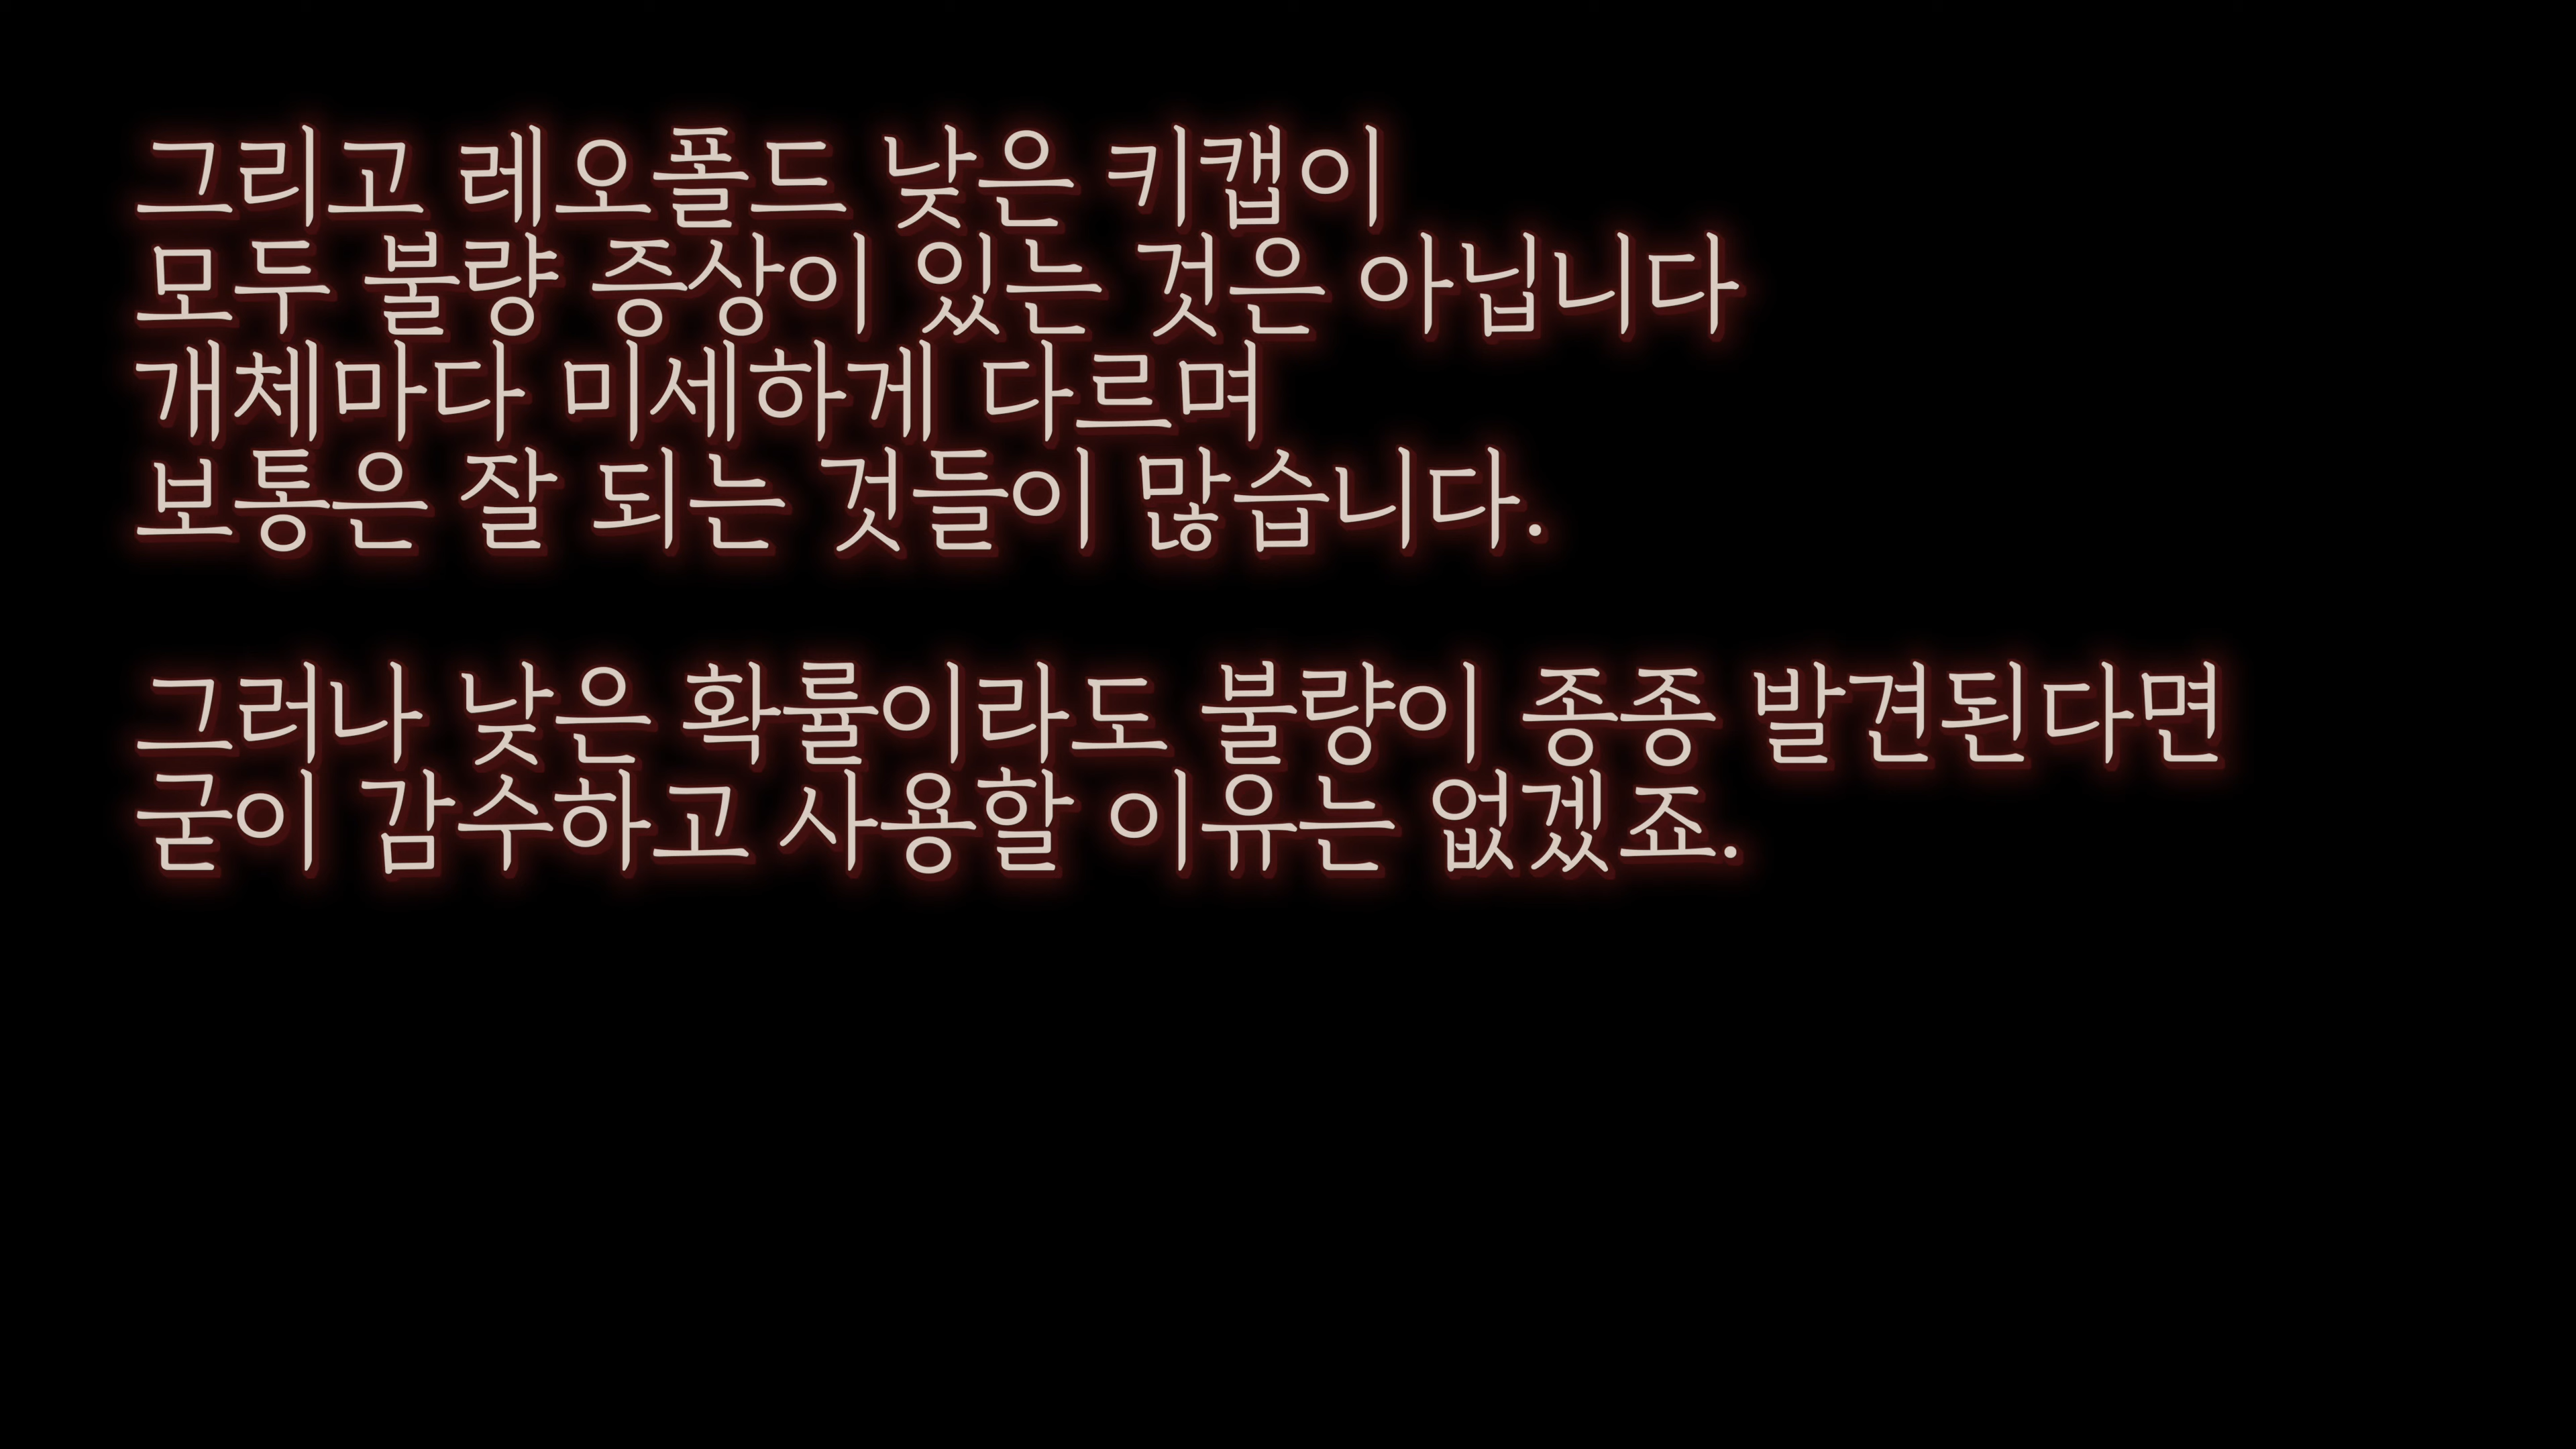 그리고 레오폴드 낮은 키캡이
모두 불량 증상이 있는 것은 아닙니다
개체마다 미세하게 다르며
보통은 잘 되는 것들이 많습니다.
그러나 낮은 확률이라도 불량이 종종 발견된다면
굳이 감수하고 사용할 이유는 없겠죠.